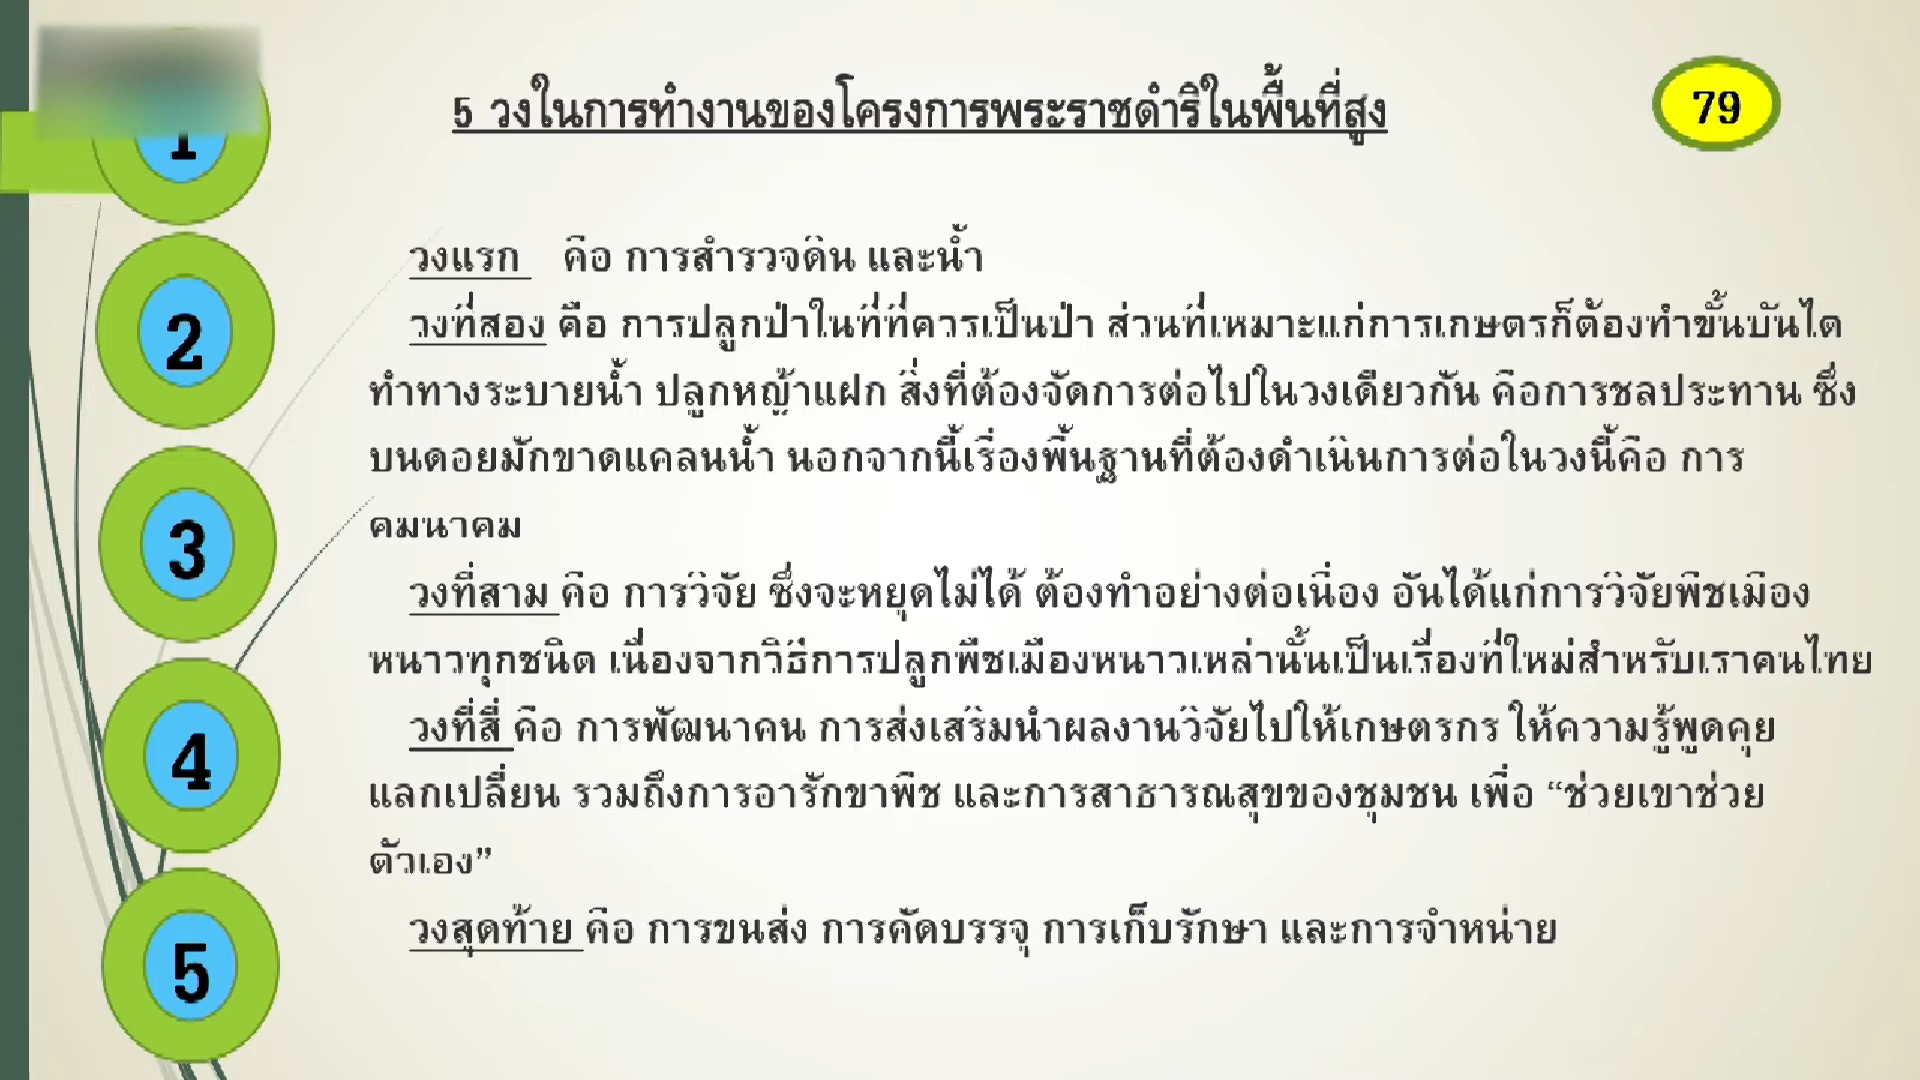 5 วงในการทำงานของโครงการพระราชดำริในพื้นที่สูง
79
1
วงแรก คือ การสำรวจดิน และน้ำ
2
วงที่สอง คือ การปลูกป่าในที่ที่ควรเป็นป่า ส่วนที่เหมาะแก่การเกษตรก็ต้องทำขั้นบันได
ทำทางระบายน้ำ ปลูกหญ้าแฝก สิ่งที่ต้องจัดการต่อไปในวงเดียวกัน คือการชลประทาน ซึ่ง
บนดอยมักขาดแคลนน้ำ นอกจากนี้เรื่องพื้นฐานที่ต้องดำเนินการต่อในวงนี้คือ การ
คมนาคม
3
วงที่สาม คือ การวิจัย ซึ่งจะหยุดไม่ได้ ต้องทำอย่างต่อเนื่อง อันได้แก่การวิจัยพืชเมือง
หนาวทุกชนิด เนื่องจากวิธีการปลูกพืชเมืองหนาวเหล่านั้นเป็นเรื่องที่ใหม่สำหรับเราคนไทย
4
วงที่สี่ คือ การพัฒนาคน การส่งเสริมนำผลงานวิจัยไปให้เกษตรกร ให้ความรู้พูดคุย
แลกเปลี่ยน รวมถึงการอารักขาพืช และการสาธารณสุขของชุมชน เพื่อ “ช่วยเขาช่วย
ตัวเอง”
5
วงสุดท้าย คือ การขนส่ง การคัดบรรจุ การเก็บรักษา และการจำหน่าย